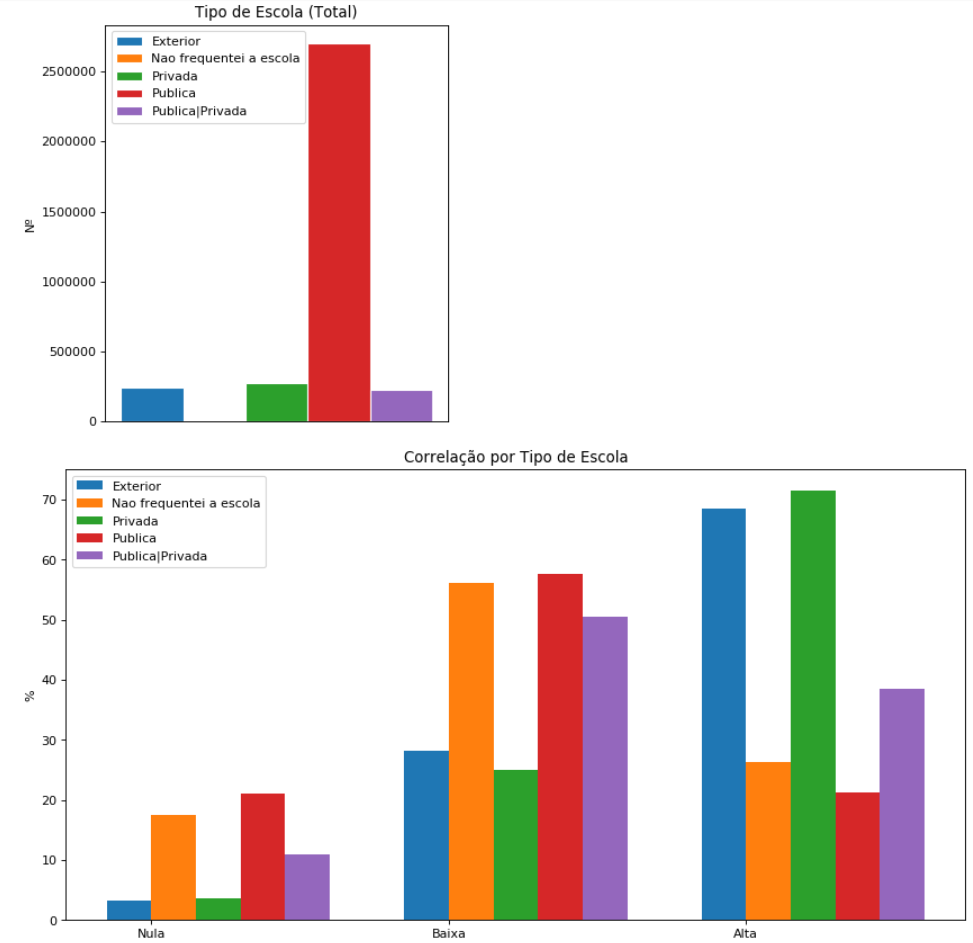 Tipo de Escola (Total)
Exterior
Nao frequentei a escola
Privada
Publica
Publica|Privada
2500000
2000000
1500000
1000000
500000
0
Nº
Correlação por Tipo de Escola
Exterior
Nao frequentei a escola
Privada
Publica
Publica|Privada
70
60
50
40
30
20
10
0
%
Nula
Baixa
Alta